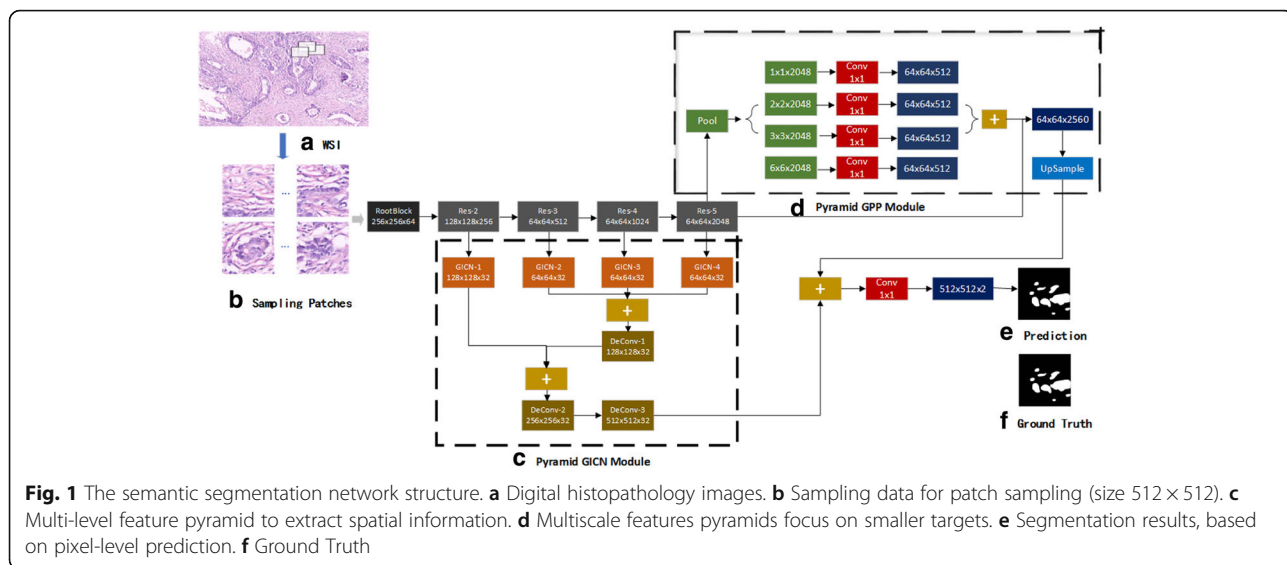 a WSI
b Sampling Patches
...
...
RootBlock
256x256x64
Res-2
128x128x256
Res-3
64x64x512
Res-4
64x64x1024
Res-5
64x64x2048
Pool
1x1x2048
Conv
1x1
64x64x512
2x2x2048
Conv
1x1
64x64x512
3x3x2048
Conv
1x1
64x64x512
6x6x2048
Conv
1x1
64x64x512
+
64x64x2560
UpSample
d Pyramid GPP Module
GICN-1
128x128x32
GICN-2
64x64x32
GICN-3
64x64x32
GICN-4
64x64x32
+
DeConv-1
128x128x32
+
DeConv-2
256x256x32
DeConv-3
512x512x32
c Pyramid GICN Module
+
Conv
1x1
512x512x2
e Prediction
f Ground Truth
Fig. 1 The semantic segmentation network structure. a Digital histopathology images. b Sampling data for patch sampling (size 512 × 512). c
Multi-level feature pyramid to extract spatial information. d Multiscale features pyramids focus on smaller targets. e Segmentation results, based
on pixel-level prediction. f Ground Truth